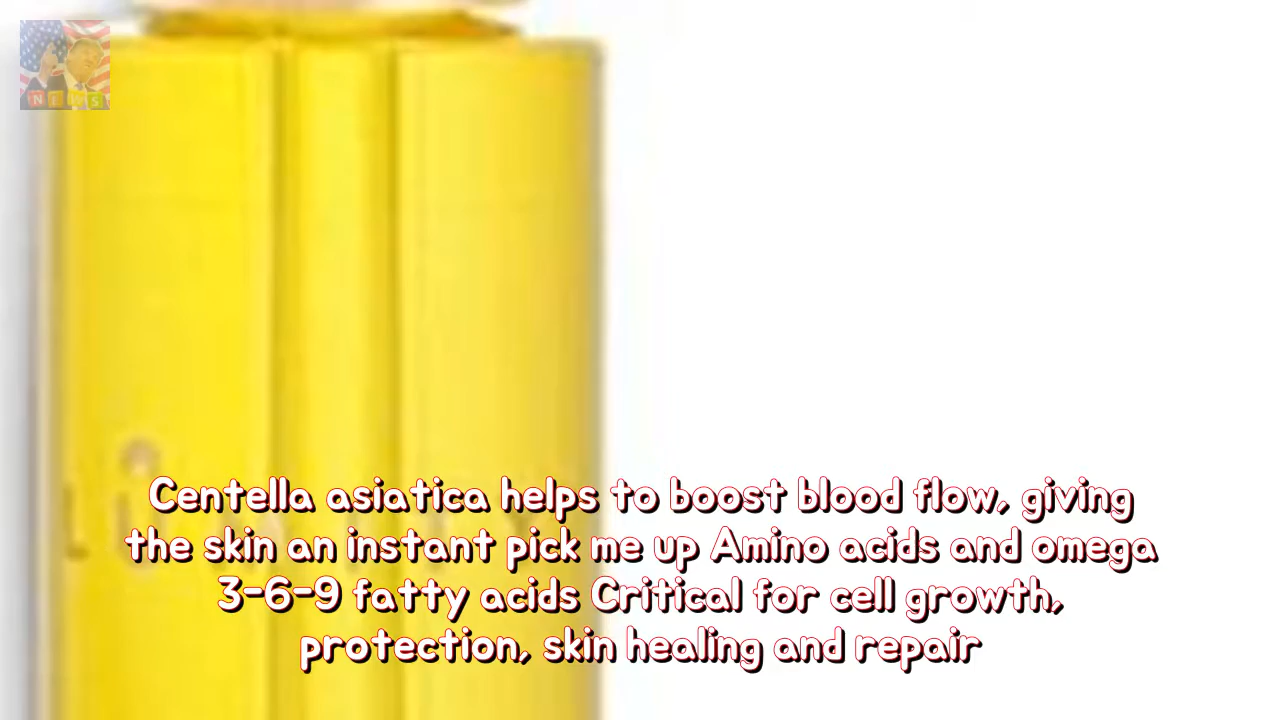 NEWS
Centella asiatica helps to boost blood flow, giving
the skin an instant pick me up Amino acids and omega
3-6-9 fatty acids Critical for cell growth,
protection, skin healing and repair